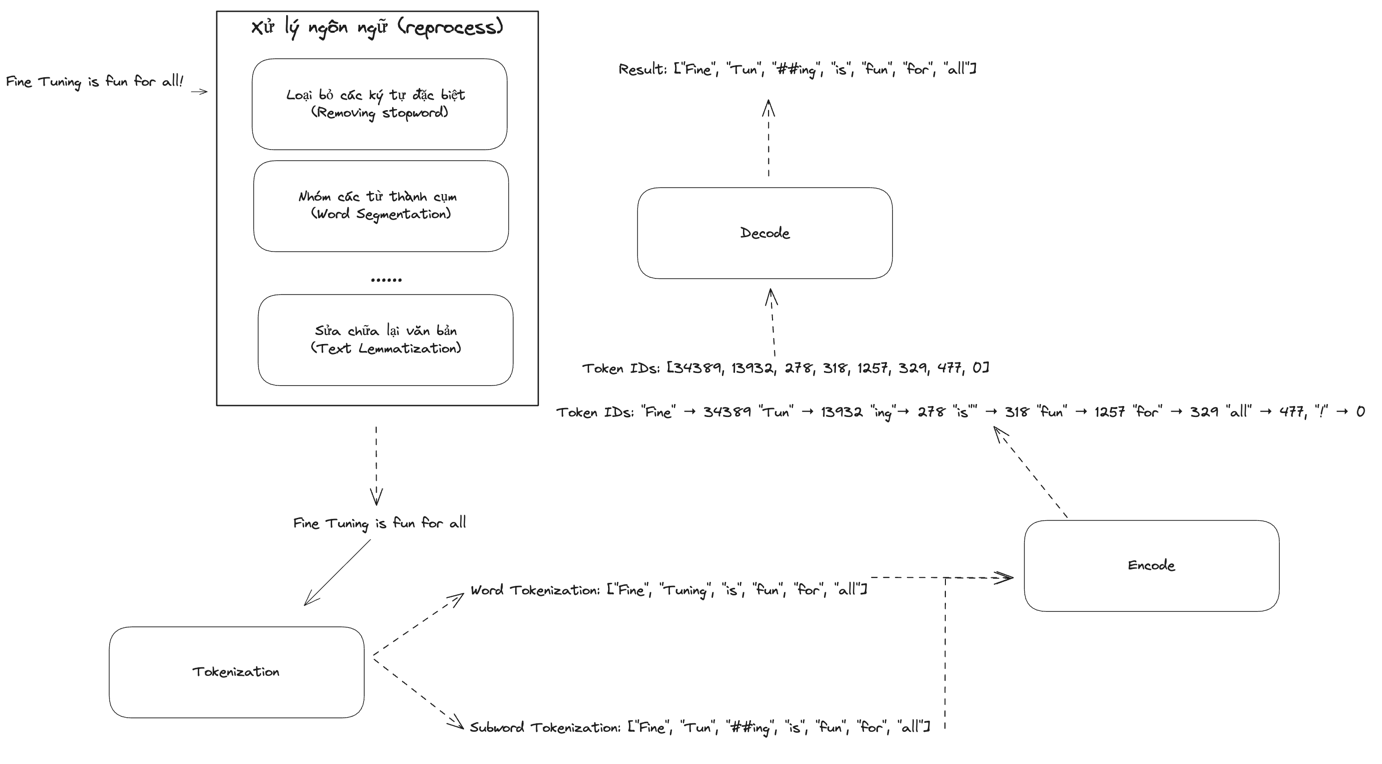 Xử lý ngôn ngữ (reprocess)
Fine Tuning is fun for all!
Loại bỏ các ký tự đặc biệt
(Removing stopword)
Nhóm các từ thành cụm
(Word Segmentation)
......
Sửa chữa lại văn bản
(Text Lemmatization)
Fine Tuning is fun for all
Tokenization
Word Tokenization: ["Fine", "Tuning", "is", "fun", "for", "all"]
Subword Tokenization: ["Fine", "Tun", "##ing", "is", "fun", "for", "all"]
Encode
Token IDs: "Fine" → 34389 "Tun" → 13932 "ing"→ 278 "is"" → 318 "fun" → 1257 "for" → 329 "all" → 477, "!" → 0
Token IDs: [34389, 13932, 278, 318, 1257, 329, 477, 0]
Decode
Result: ["Fine", "Tun", "##ing", "is", "fun", "for", "all"]